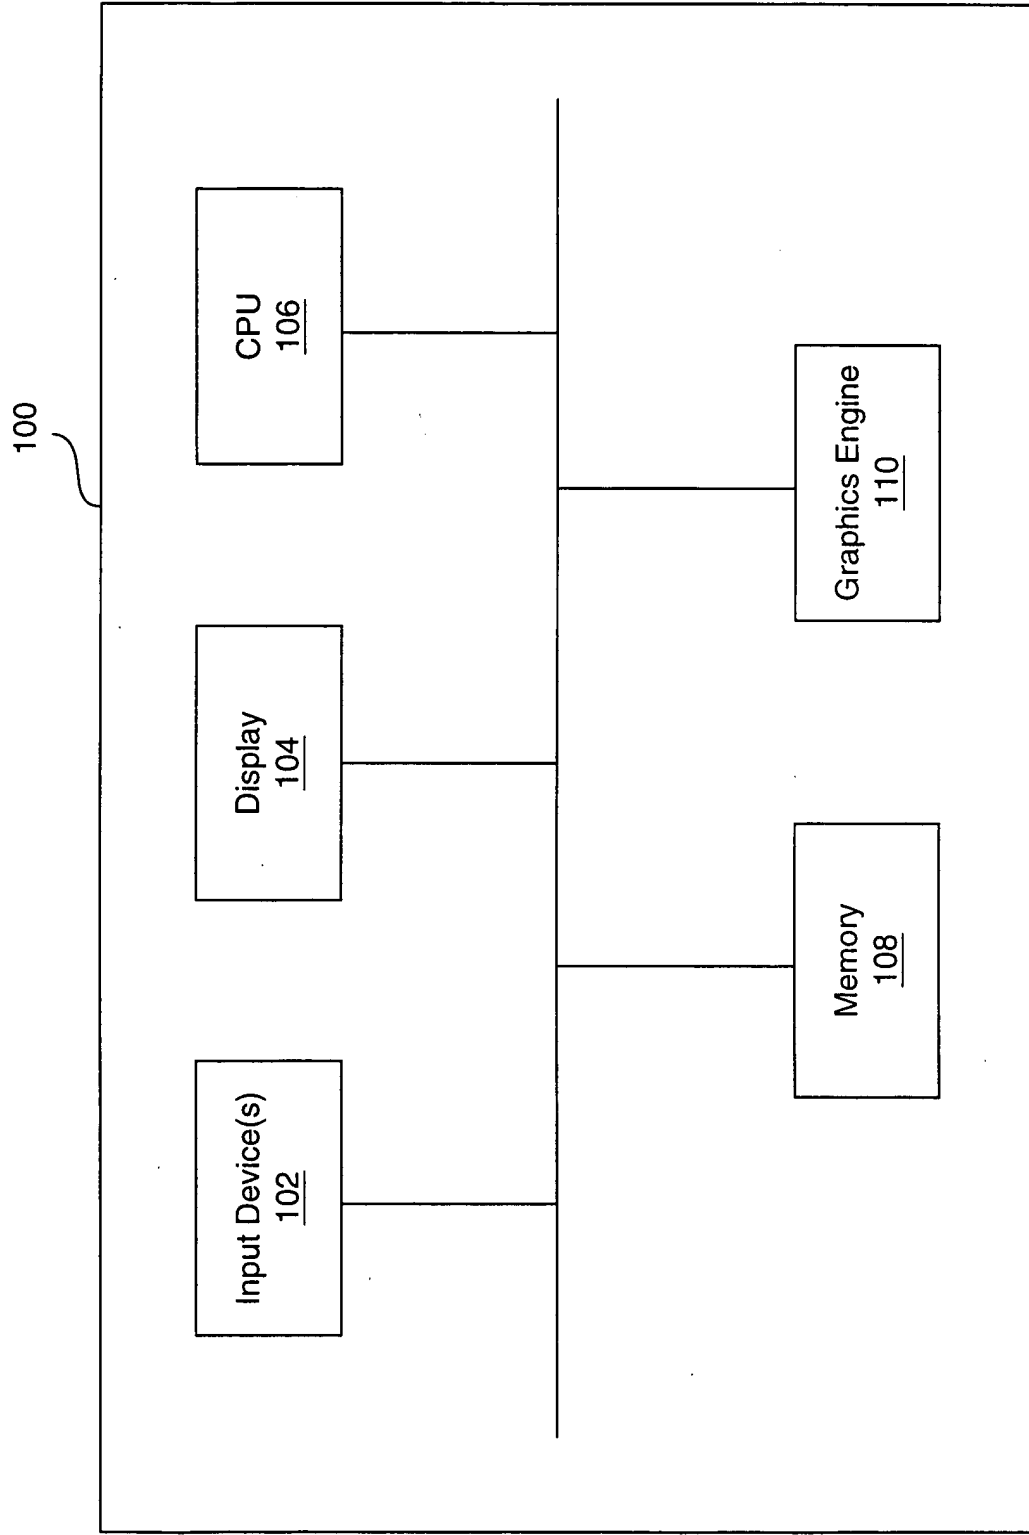 100
Input Device(s)
102
Display
104
CPU
106
Memory
108
Graphics Engine
110